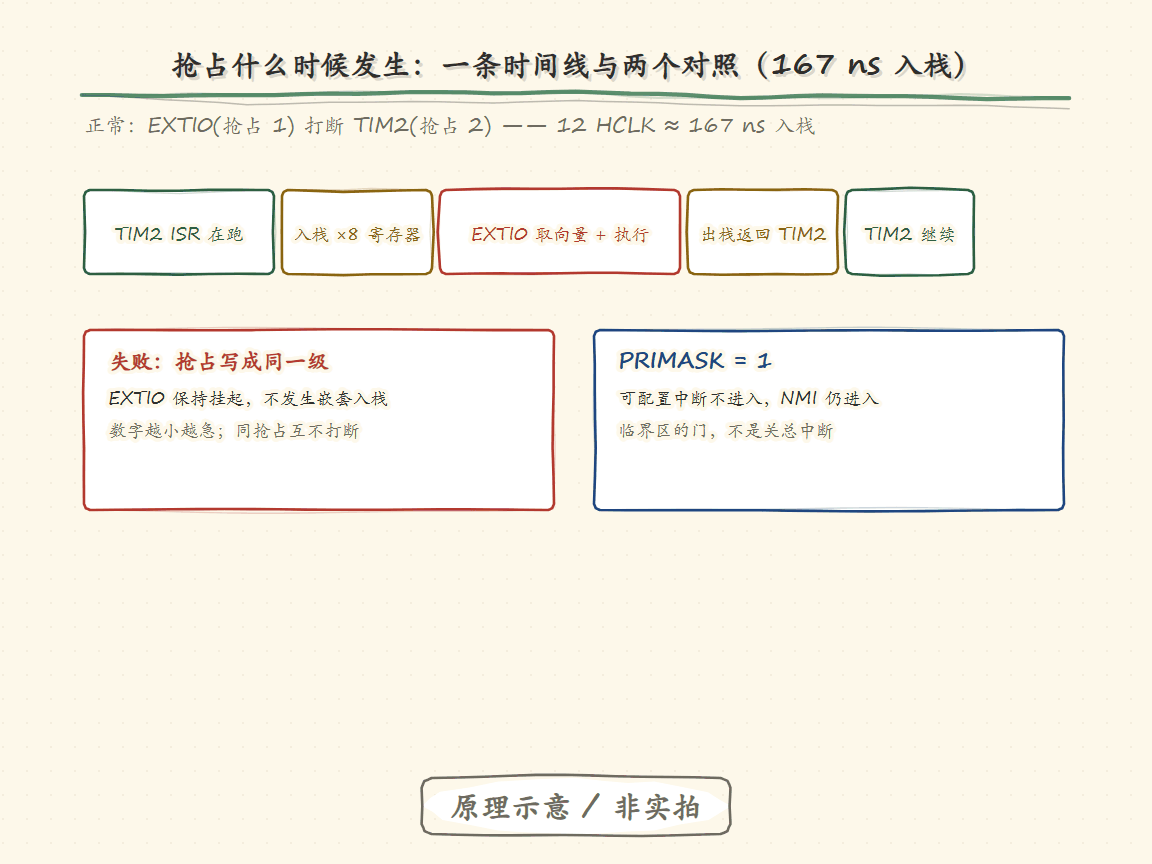 抢占什么时候发生：一条时间线与两个对照（167 ns 入栈）
正常：EXTI0(抢占 1) 打断 TIM2(抢占 2) —— 12 HCLK ≈ 167 ns 入栈
TIM2 ISR 在跑
入栈 ×8 寄存器
EXTI0 取向量 + 执行
出栈返回 TIM2
TIM2 继续
失败：抢占写成同一级
EXTI0 保持挂起，不发生嵌套入栈
数字越小越急；同抢占互不打断
PRIMASK = 1
可配置中断不进入，NMI 仍进入
临界区的门，不是关总中断
原理示意 / 非实拍